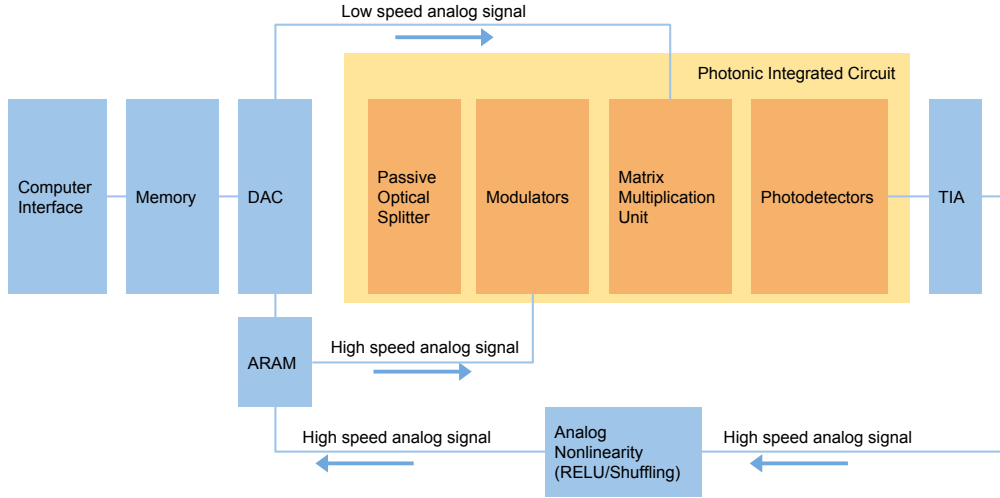 Low speed analog signal
Photonic Integrated Circuit
Computer
Interface
Memory
DAC
Passive
Optical
Splitter
Modulators
Matrix
Multiplication
Unit
Photodetectors
TIA
ARAM
High speed analog signal
High speed analog signal
Analog
Nonlinearity
(RELU/Shuffling)
High speed analog signal